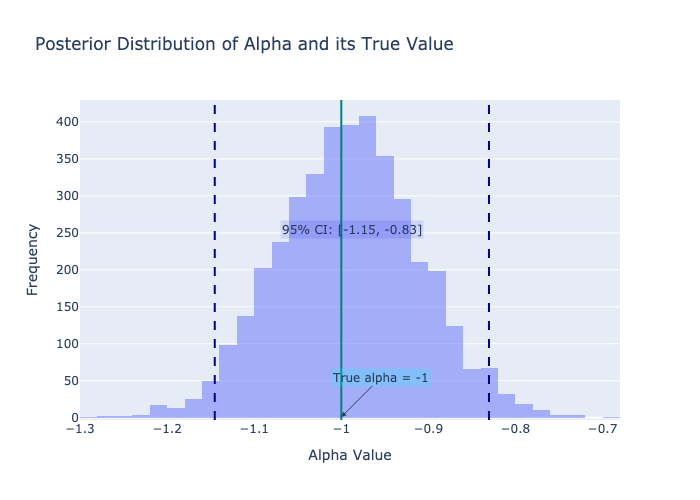 Posterior Distribution of Alpha and its True Value
Frequency
400
350
300
250
200
150
100
50
0
95% CI: [-1.15, -0.83]
True alpha = -1
−1.3 −1.2 −1.1 −1 −0.9 −0.8 −0.7
Alpha Value